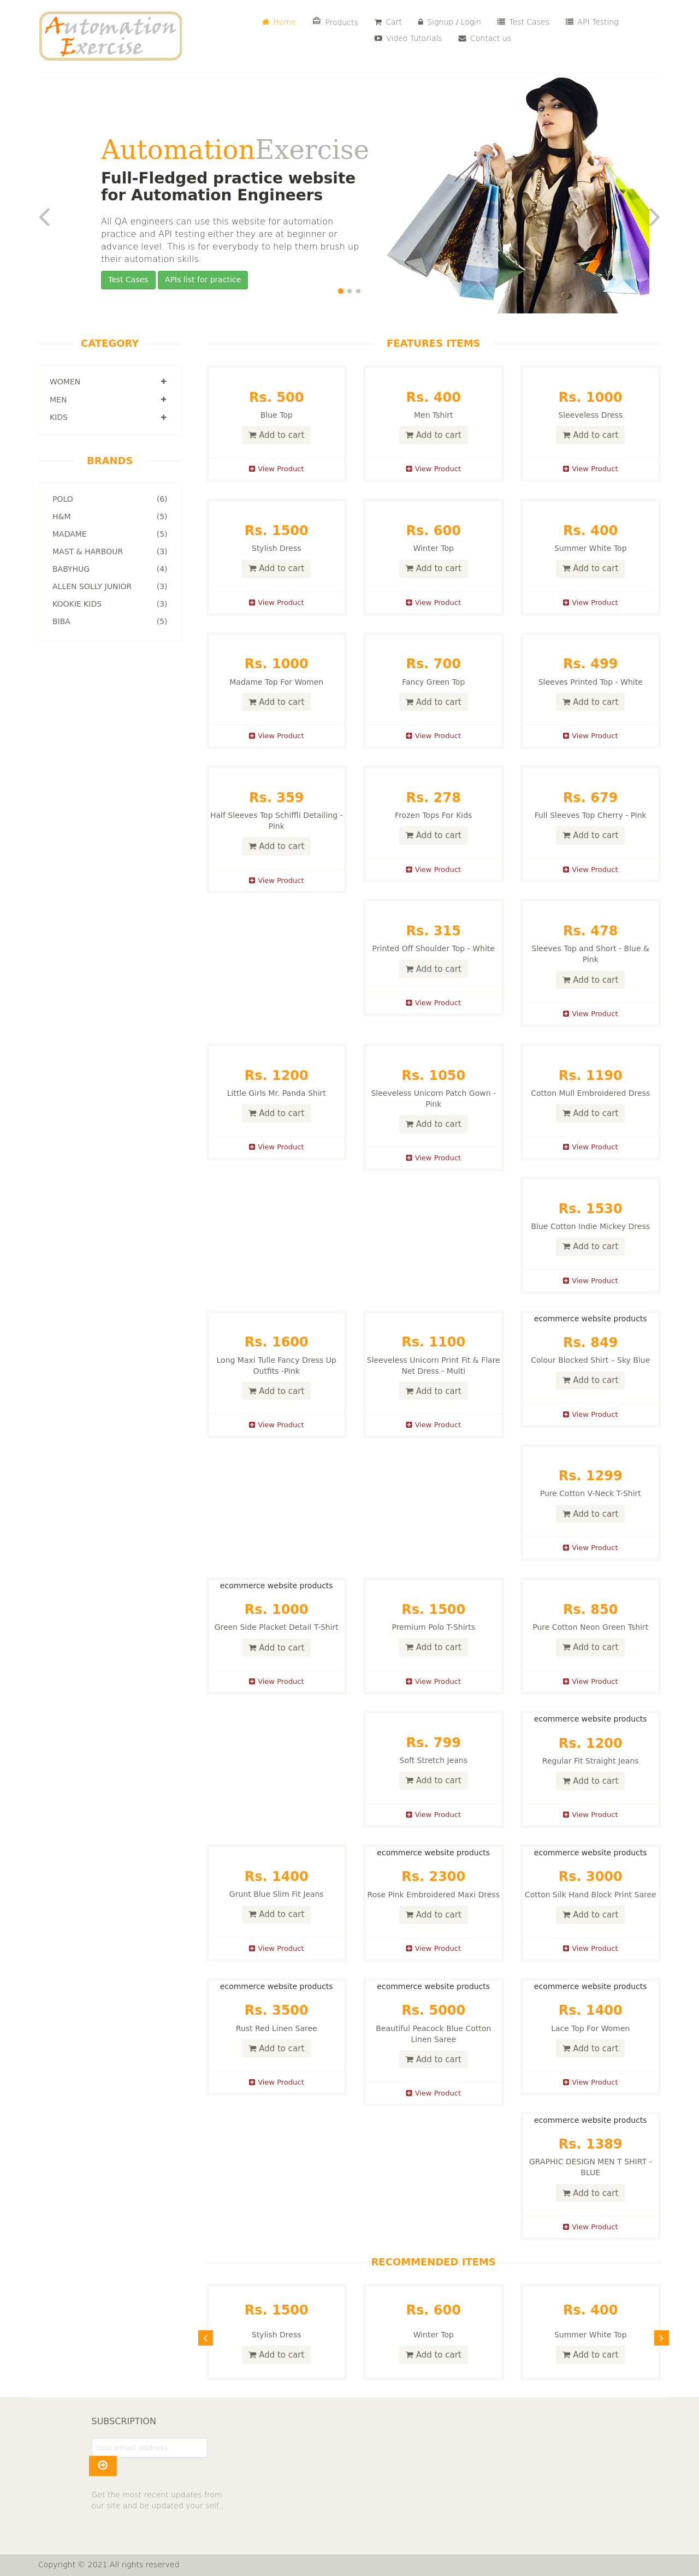 Automation
Exercise
Home
Products
Cart
Signup / Login
Test Cases
API Testing
Video Tutorials
Contact us
AutomationExercise
Full-Fledged practice website
for Automation Engineers
All QA engineers can use this website for automation
practice and API testing either they are at beginner or
advance level. This is for everybody to help them brush up
their automation skills.
Test Cases
APIs list for practice
CATEGORY
WOMEN
MEN
KIDS
BRANDS
POLO (6)
H&M (5)
MADAME (5)
MAST & HARBOUR (3)
BABYHUG (4)
ALLEN SOLLY JUNIOR (3)
KOOKIE KIDS (3)
BIBA (5)
FEATURES ITEMS
Rs. 500
Blue Top
Add to cart
View Product
Rs. 400
Men Tshirt
Add to cart
View Product
Rs. 1000
Sleeveless Dress
Add to cart
View Product
Rs. 1500
Stylish Dress
Add to cart
View Product
Rs. 600
Winter Top
Add to cart
View Product
Rs. 400
Summer White Top
Add to cart
View Product
Rs. 1000
Madame Top For Women
Add to cart
View Product
Rs. 700
Fancy Green Top
Add to cart
View Product
Rs. 499
Sleeves Printed Top - White
Add to cart
View Product
Rs. 359
Half Sleeves Top Schiffli Detailing -
Pink
Add to cart
View Product
Rs. 278
Frozen Tops For Kids
Add to cart
View Product
Rs. 679
Full Sleeves Top Cherry - Pink
Add to cart
View Product
Rs. 315
Printed Off Shoulder Top - White
Add to cart
View Product
Rs. 478
Sleeves Top and Short - Blue &
Pink
Add to cart
View Product
Rs. 1200
Little Girls Mr. Panda Shirt
Add to cart
View Product
Rs. 1050
Sleeveless Unicorn Patch Gown -
Pink
Add to cart
View Product
Rs. 1190
Cotton Mull Embroidered Dress
Add to cart
View Product
Rs. 1530
Blue Cotton Indie Mickey Dress
Add to cart
View Product
Rs. 1600
Long Maxi Tulle Fancy Dress Up
Outfits -Pink
Add to cart
View Product
Rs. 1100
Sleeveless Unicorn Print Fit & Flare
Net Dress - Multi
Add to cart
View Product
ecommerce website products
Rs. 849
Colour Blocked Shirt – Sky Blue
Add to cart
View Product
Rs. 1299
Pure Cotton V-Neck T-Shirt
Add to cart
View Product
ecommerce website products
Rs. 1000
Green Side Placket Detail T-Shirt
Add to cart
View Product
Rs. 1500
Premium Polo T-Shirts
Add to cart
View Product
Rs. 850
Pure Cotton Neon Green Tshirt
Add to cart
View Product
Rs. 799
Soft Stretch Jeans
Add to cart
View Product
ecommerce website products
Rs. 1200
Regular Fit Straight Jeans
Add to cart
View Product
Rs. 1400
Grunt Blue Slim Fit Jeans
Add to cart
View Product
ecommerce website products
Rs. 2300
Rose Pink Embroidered Maxi Dress
Add to cart
View Product
ecommerce website products
Rs. 3000
Cotton Silk Hand Block Print Saree
Add to cart
View Product
ecommerce website products
Rs. 3500
Rust Red Linen Saree
Add to cart
View Product
ecommerce website products
Rs. 5000
Beautiful Peacock Blue Cotton
Linen Saree
Add to cart
View Product
ecommerce website products
Rs. 1400
Lace Top For Women
Add to cart
View Product
ecommerce website products
Rs. 1389
GRAPHIC DESIGN MEN T SHIRT -
BLUE
Add to cart
View Product
RECOMMENDED ITEMS
Rs. 1500
Stylish Dress
Add to cart
Rs. 600
Winter Top
Add to cart
Rs. 400
Summer White Top
Add to cart
SUBSCRIPTION
Your email address
Get the most recent updates from
our site and be updated your self...
Copyright © 2021 All rights reserved